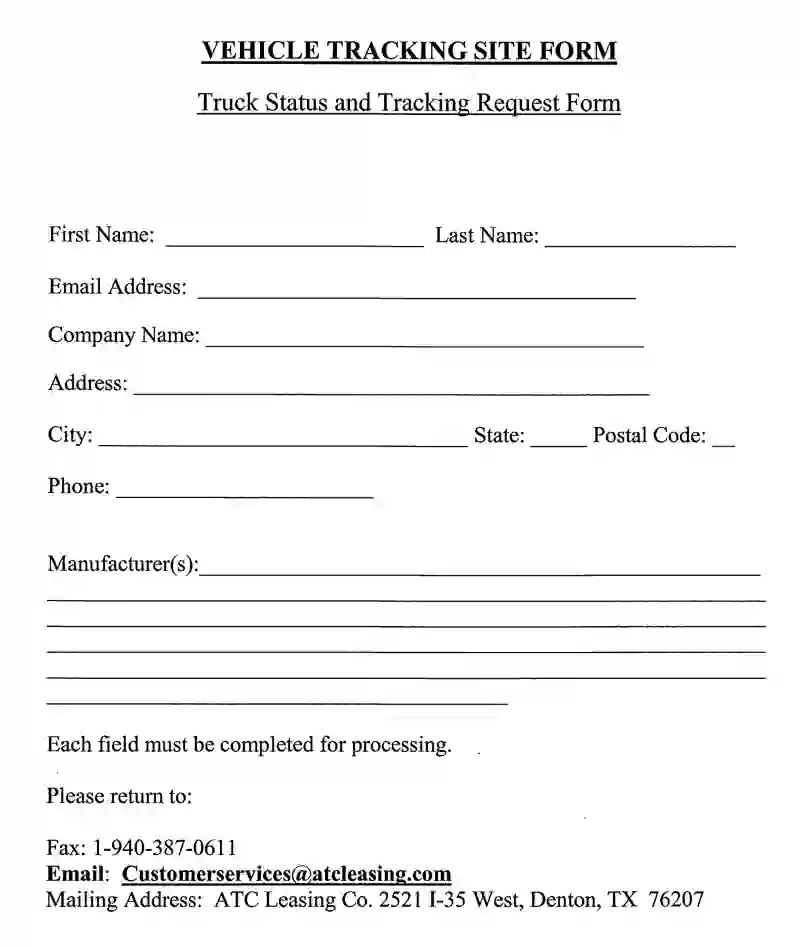 VEHICLE TRACKING SITE FORM
Truck Status and Tracking Request Form
First Name: Last Name:
Email Address:
Company Name:
Address:
City: State: Postal Code:
Phone:
Manufacturer(s):
Each field must be completed for processing.
Please return to:
Fax: 1-940-387-0611
Email: Customerservices@atcleasing.com
Mailing Address: ATC Leasing Co. 2521 I-35 West, Denton, TX 76207